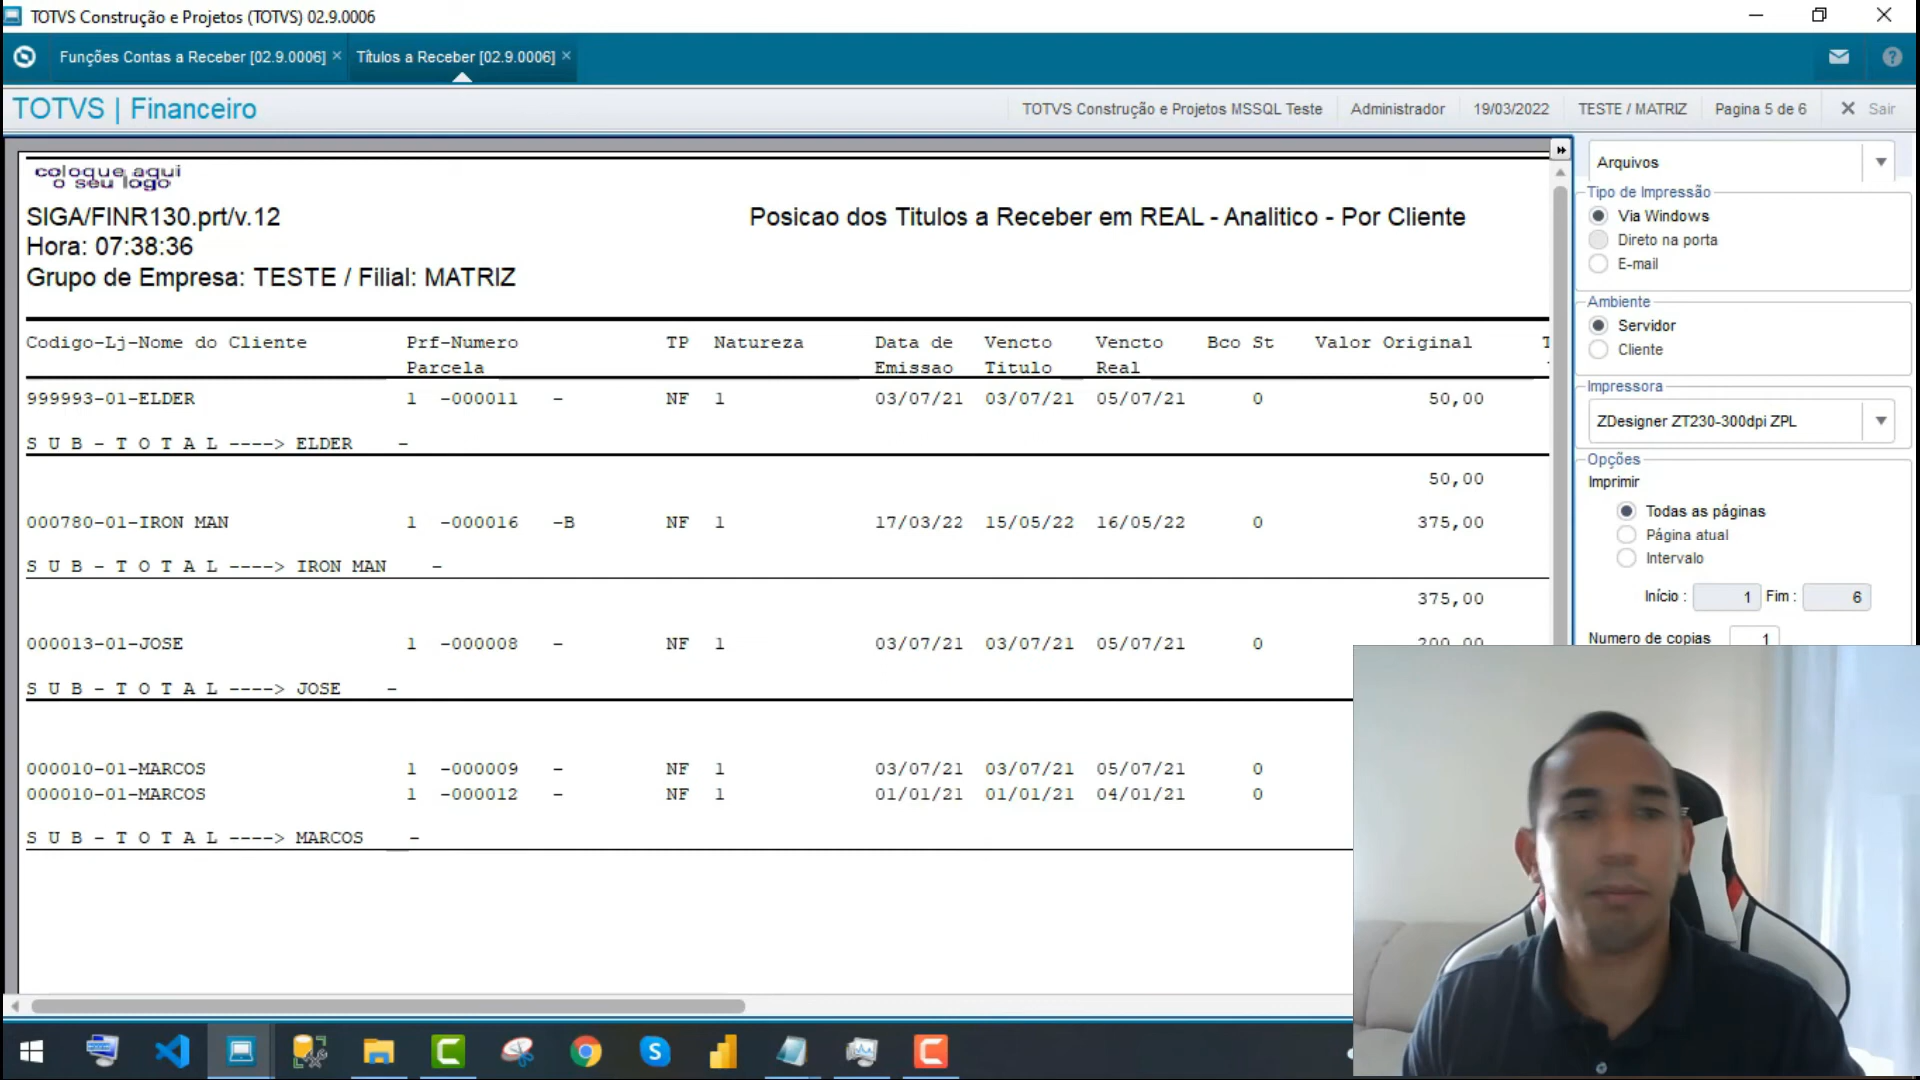 TOTVS Construção e Projetos (TOTVS) 02.9.0006
Funções Contas a Receber [02.9.0006] × Títulos a Receber [02.9.0006] ×
TOTVS | Financeiro
TOTVS Construção e Projetos MSSQL Teste Administrador 19/03/2022 TESTE / MATRIZ Pagina 5 de 6 Sair
coloque aqui
o seu logo
SIGA/FINR130.prt/v.12 Posicao dos Titulos a Receber em REAL - Analitico - Por Cliente
Hora: 07:38:36
Grupo de Empresa: TESTE / Filial: MATRIZ
Codigo-Lj-Nome do Cliente Prf-Numero TP Natureza Data de Vencto Vencto Bco St Valor Original
Parcela Emissao Titulo Real
999993-01-ELDER 1 -000011 - NF 1 03/07/21 03/07/21 05/07/21 0 50,00
S U B - T O T A L ----> ELDER -
50,00
000780-01-IRON MAN 1 -000016 -B NF 1 17/03/22 15/05/22 16/05/22 0 375,00
S U B - T O T A L ----> IRON MAN -
375,00
000013-01-JOSE 1 -000008 - NF 1 03/07/21 03/07/21 05/07/21 0 200,00
S U B - T O T A L ----> JOSE -
000010-01-MARCOS 1 -000009 - NF 1 03/07/21 03/07/21 05/07/21 0
000010-01-MARCOS 1 -000012 - NF 1 01/01/21 01/01/21 04/01/21 0
S U B - T O T A L ----> MARCOS -
Arquivos
Tipo de Impressão
Via Windows
Direto na porta
E-mail
Ambiente
Servidor
Cliente
Impressora
ZDesigner ZT230-300dpi ZPL
Opções
Imprimir
Todas as páginas
Página atual
Intervalo
Início : 1 Fim : 6
Numero de copias 1